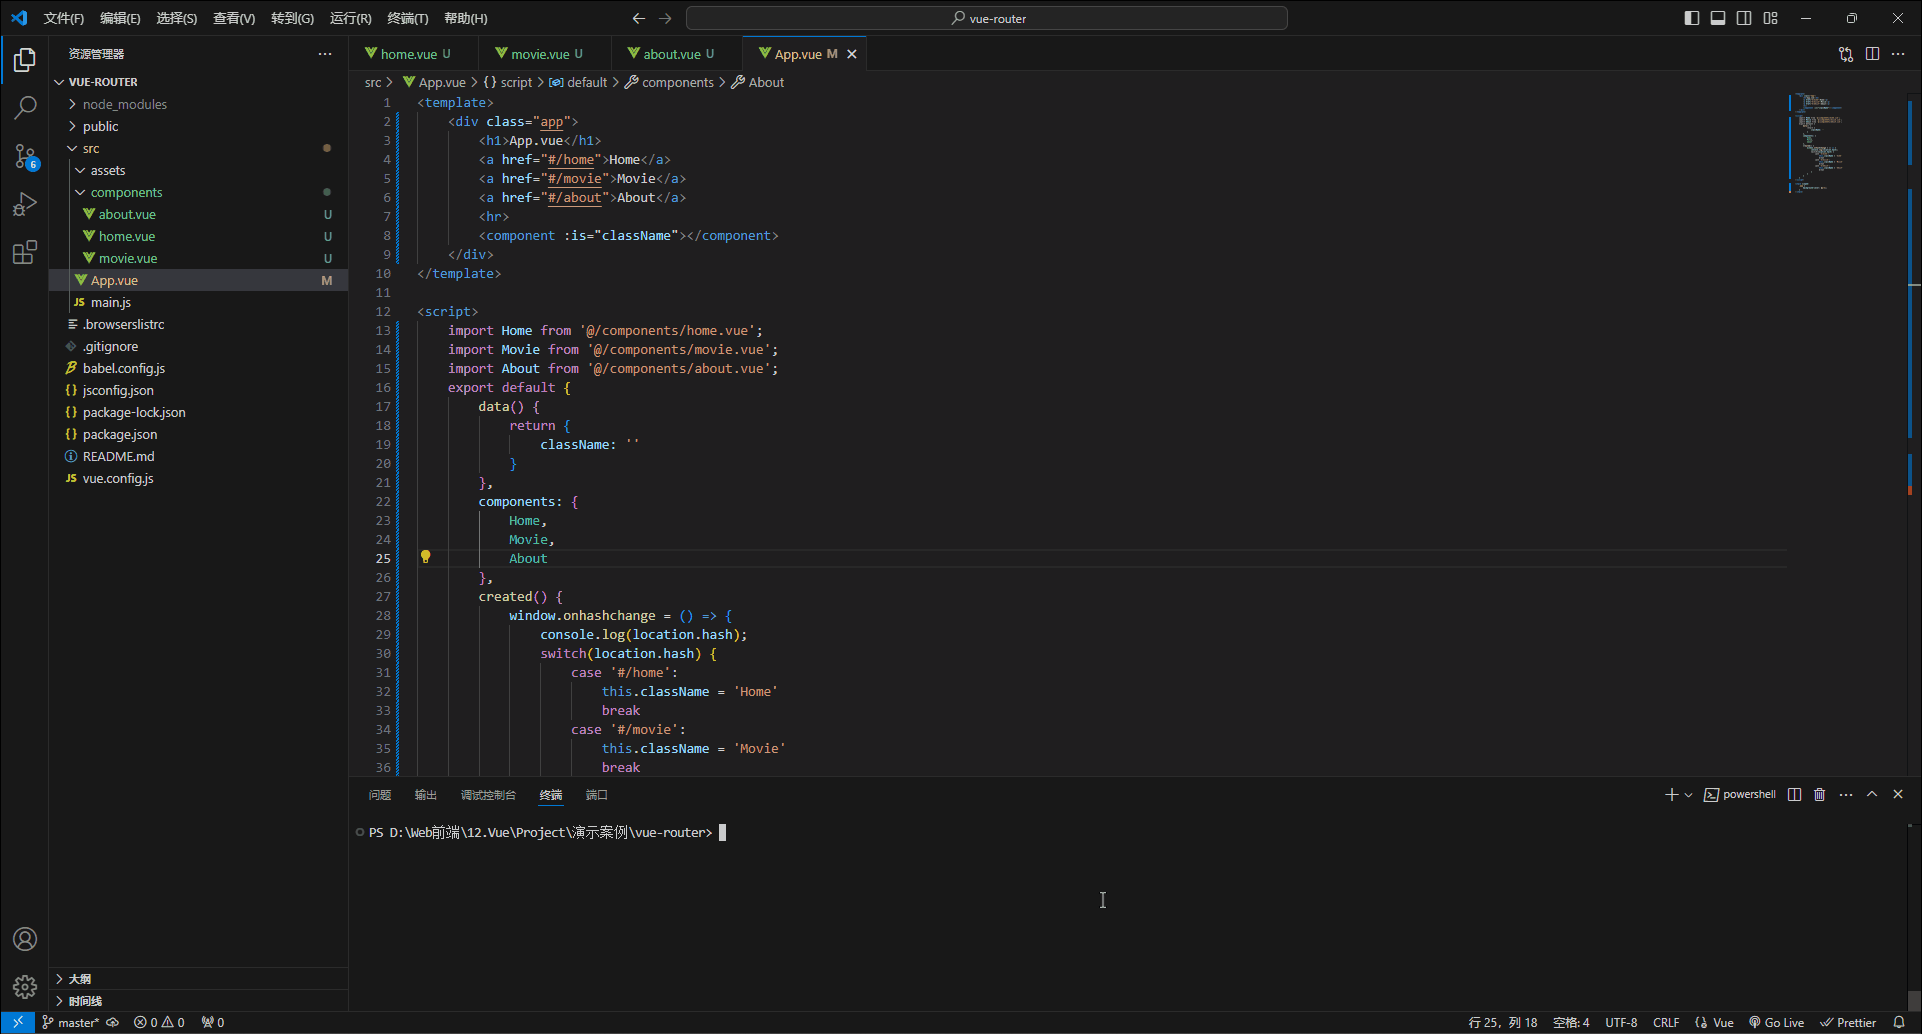 文件(F) 编辑(E) 选择(S) 查看(V) 转到(G) 运行(R) 终端(T) 帮助(H) vue-router
资源管理器
VUE-ROUTER
node_modules
public
src
assets
components
about.vue U
home.vue U
movie.vue U
App.vue M
main.js
.browserslistrc
.gitignore
babel.config.js
jsconfig.json
package-lock.json
package.json
README.md
vue.config.js
大纲
时间线
6
home.vue U movie.vue U about.vue U App.vue M
src > App.vue > {} script > default > components > About
1 <template>
2 <div class="app">
3 <h1>App.vue</h1>
4 <a href="#/home">Home</a>
5 <a href="#/movie">Movie</a>
6 <a href="#/about">About</a>
7 <hr>
8 <component :is="className"></component>
9 </div>
10 </template>
11
12 <script>
13 import Home from '@/components/home.vue';
14 import Movie from '@/components/movie.vue';
15 import About from '@/components/about.vue';
16 export default {
17 data() {
18 return {
19 className: ''
20 }
21 },
22 components: {
23 Home,
24 Movie,
25 About
26 },
27 created() {
28 window.onhashchange = () => {
29 console.log(location.hash);
30 switch(location.hash) {
31 case '#/home':
32 this.className = 'Home'
33 break
34 case '#/movie':
35 this.className = 'Movie'
36 break
问题 输出 调试控制台 终端 端口 powershell
PS D:\Web前端\12.Vue\Project\演示案例\vue-router>
master* 0 0 0 行 25，列 18 空格: 4 UTF-8 CRLF Vue Go Live Prettier